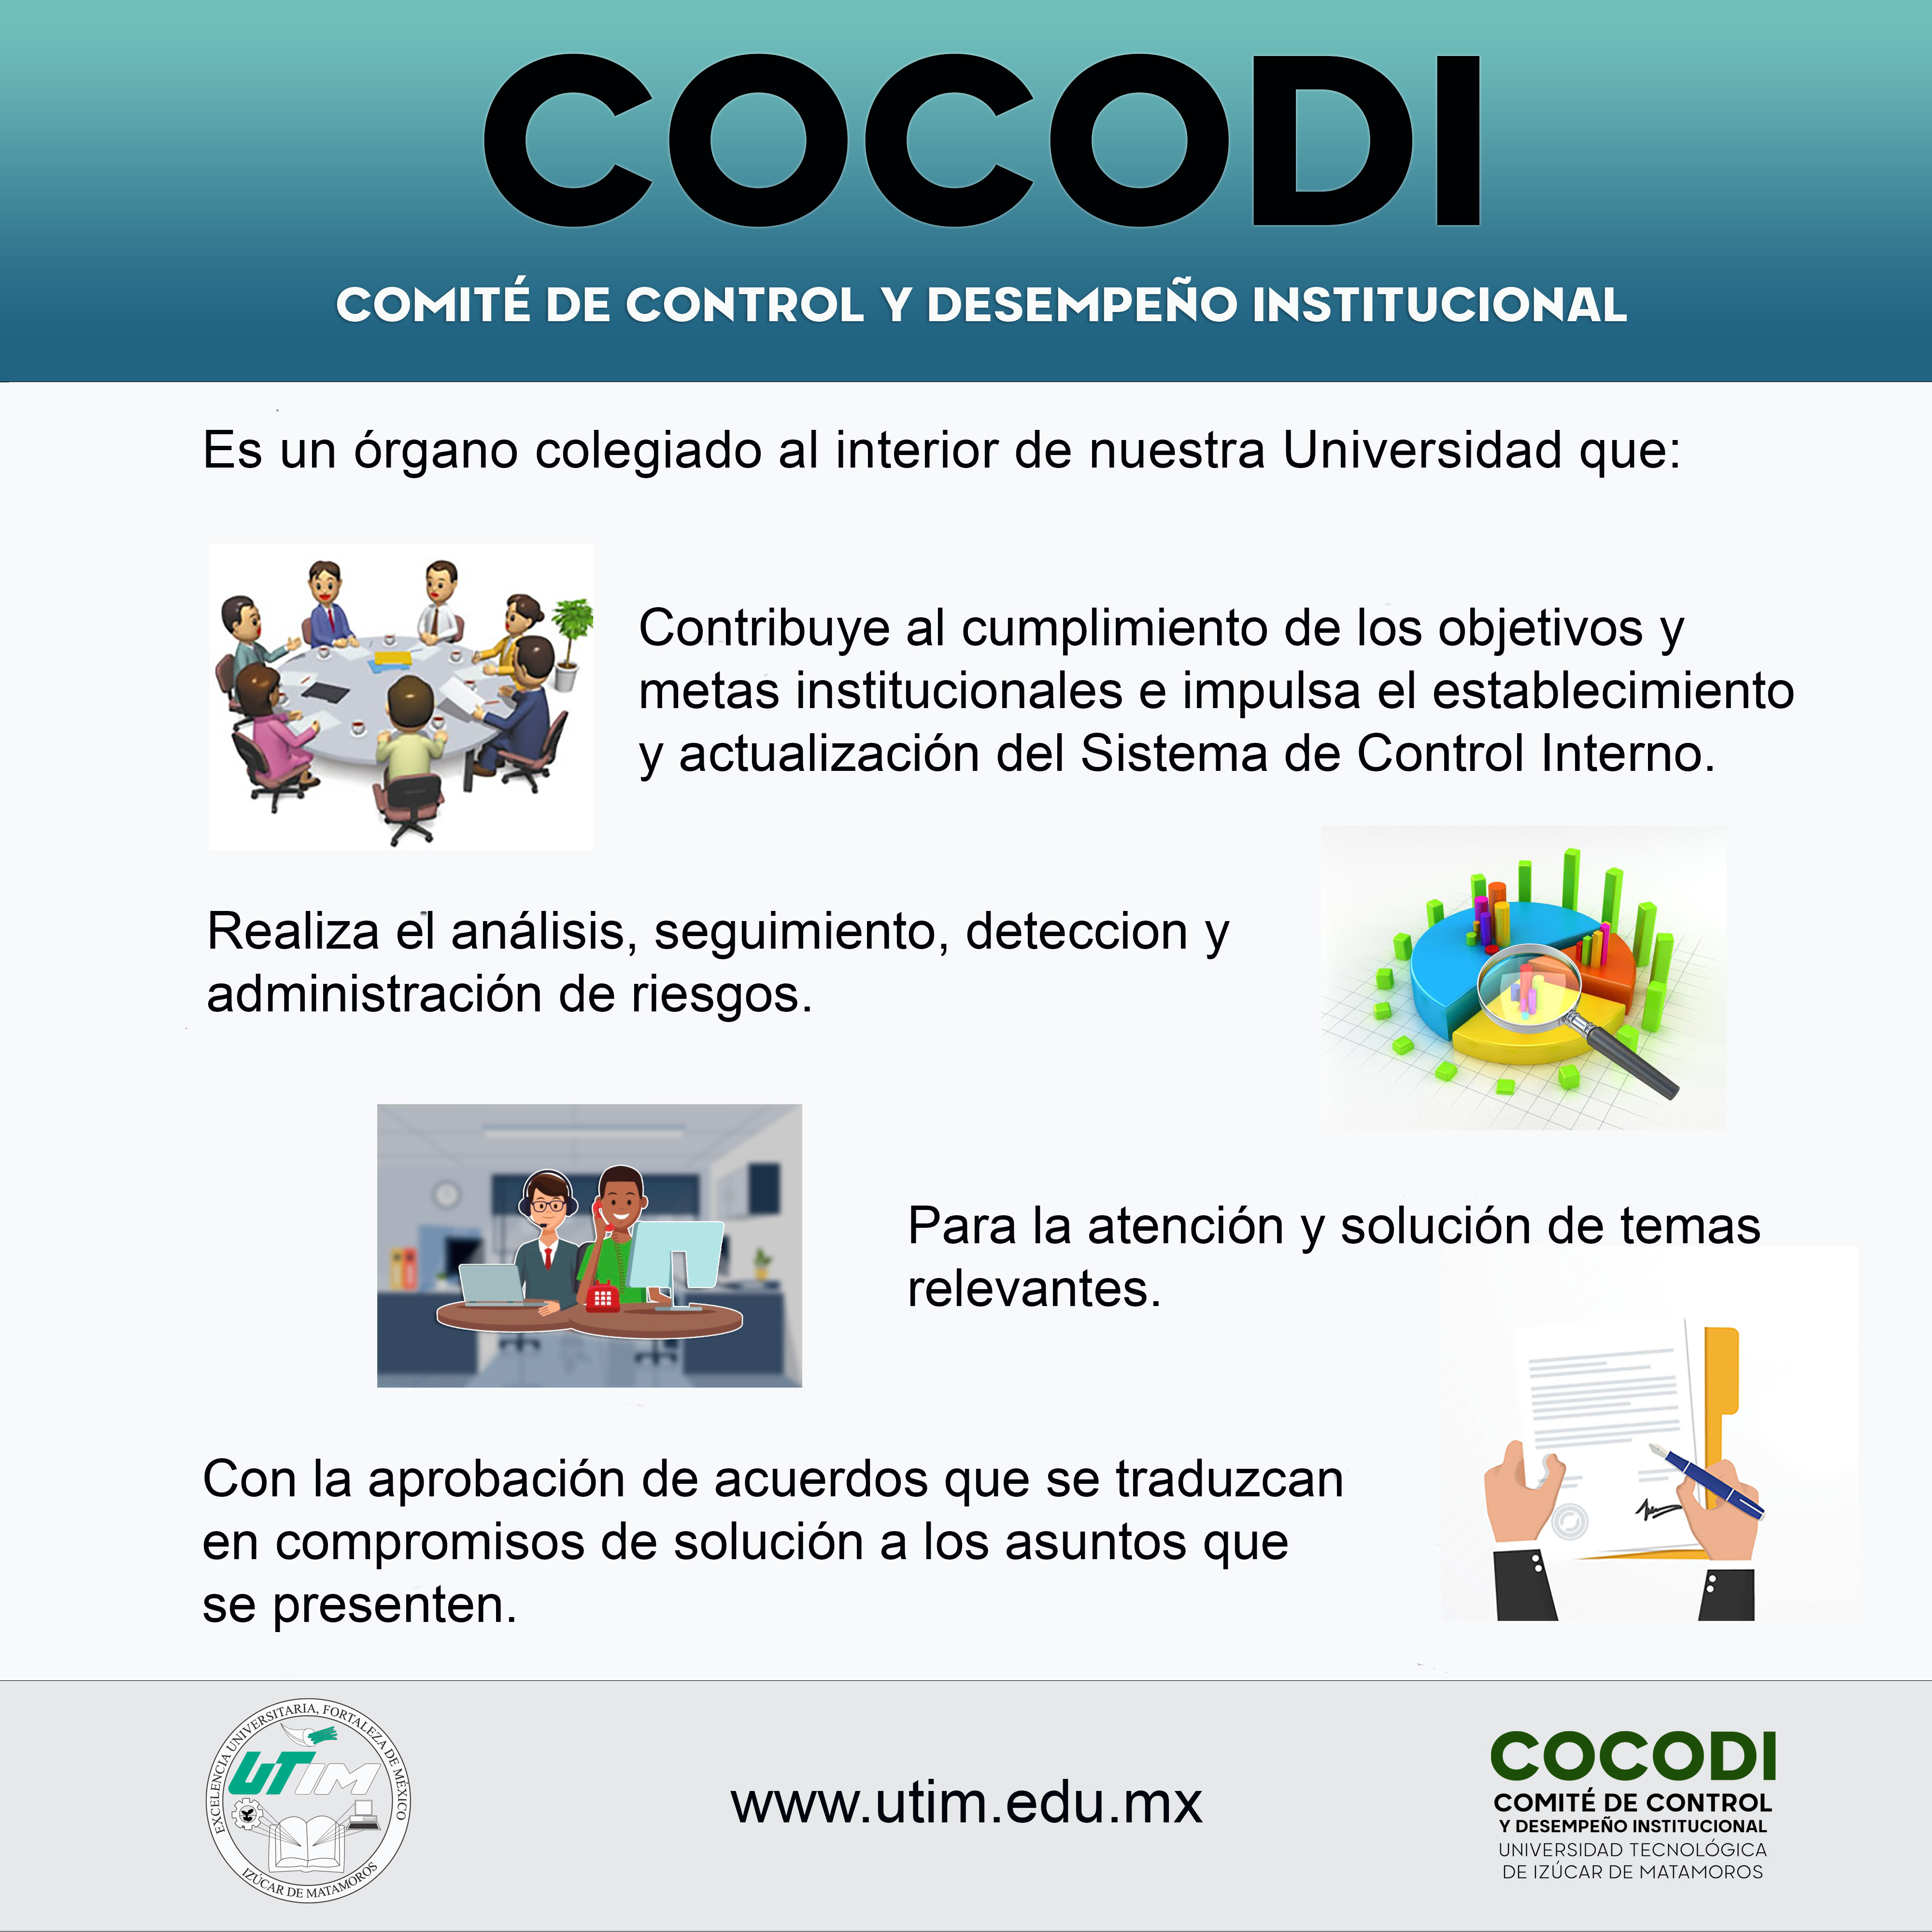 COCODI
COMITÉ DE CONTROL Y DESEMPEÑO INSTITUCIONAL
Es un órgano colegiado al interior de nuestra Universidad que:
Contribuye al cumplimiento de los objetivos y
metas institucionales e impulsa el establecimiento
y actualización del Sistema de Control Interno.
Realiza el análisis, seguimiento, deteccion y
administración de riesgos.
Para la atención y solución de temas
relevantes.
Con la aprobación de acuerdos que se traduzcan
en compromisos de solución a los asuntos que
se presenten.
EXCELENCIA UNIVERSITARIA, FORTALEZA DE MÉXICO
UTIM
IZÚCAR DE MATAMOROS
www.utim.edu.mx
COCODI
COMITÉ DE CONTROL
Y DESEMPEÑO INSTITUCIONAL
UNIVERSIDAD TECNOLÓGICA
DE IZÚCAR DE MATAMOROS